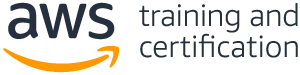 aws
training and
certification